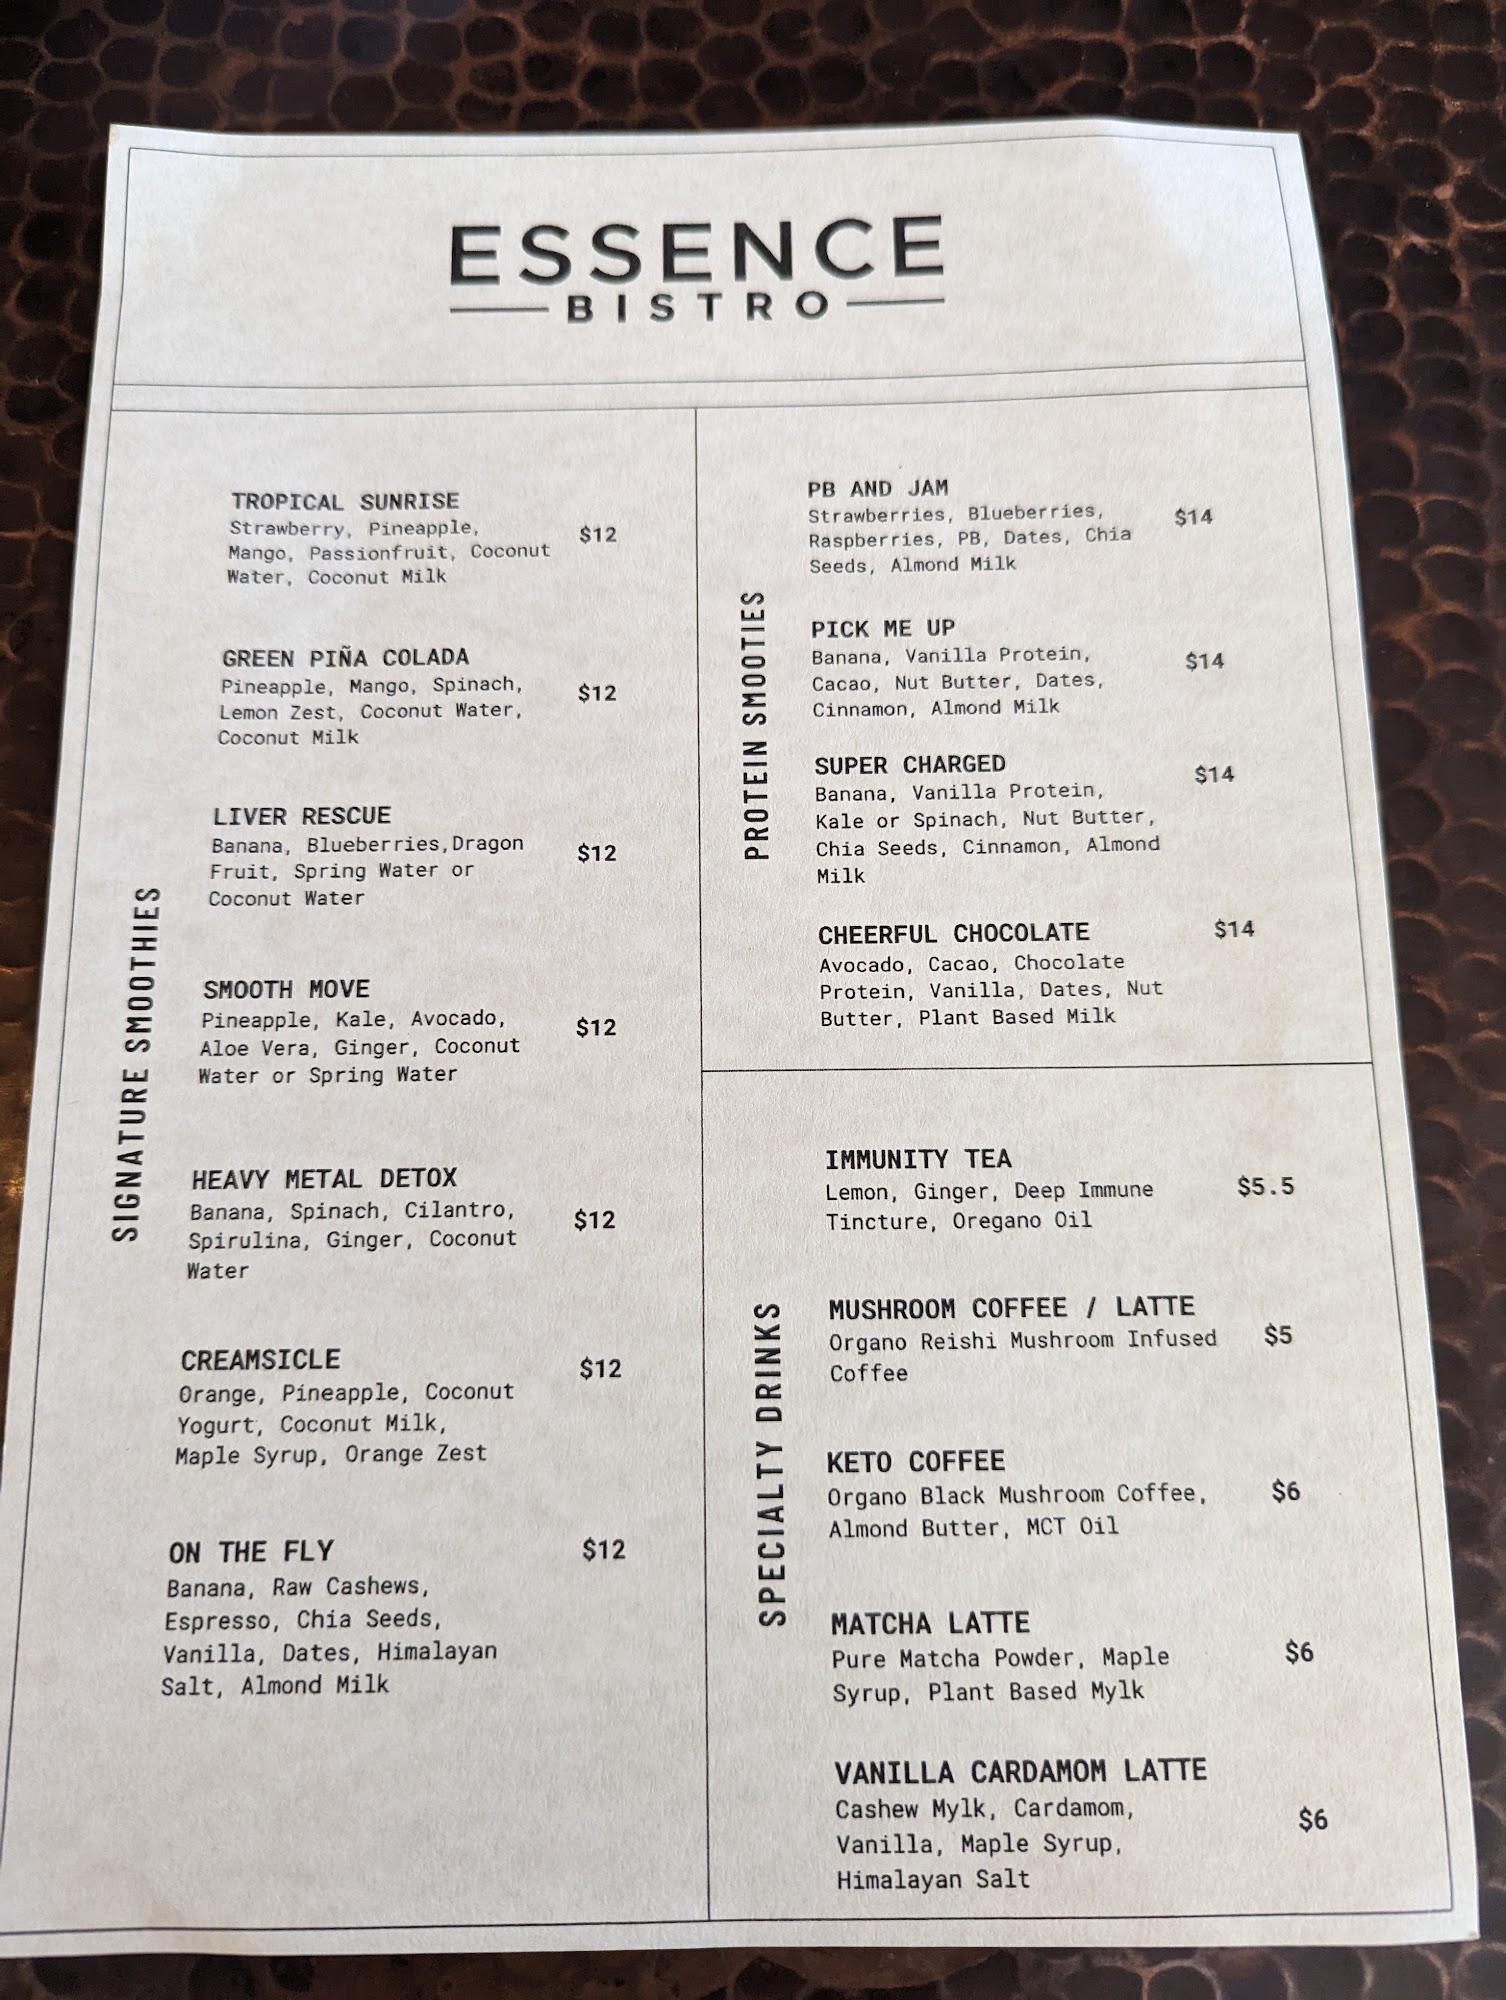 ESSENCE
BISTRO
SIGNATURE SMOOTHIES
TROPICAL SUNRISE
Strawberry, Pineapple,
Mango, Passionfruit, Coconut
Water, Coconut Milk
$12
GREEN PIÑA COLADA
Pineapple, Mango, Spinach,
Lemon Zest, Coconut Water,
Coconut Milk
$12
LIVER RESCUE
Banana, Blueberries, Dragon
Fruit, Spring Water or
Coconut Water
$12
SMOOTH MOVE
Pineapple, Kale, Avocado,
Aloe Vera, Ginger, Coconut
Water or Spring Water
$12
HEAVY METAL DETOX
Banana, Spinach, Cilantro,
Spirulina, Ginger, Coconut
Water
$12
CREAMSICLE
Orange, Pineapple, Coconut
Yogurt, Coconut Milk,
Maple Syrup, Orange Zest
$12
ON THE FLY
Banana, Raw Cashews,
Espresso, Chia Seeds,
Vanilla, Dates, Himalayan
Salt, Almond Milk
$12
PROTEIN SMOOTIES
PB AND JAM
Strawberries, Blueberries,
Raspberries, PB, Dates, Chia
Seeds, Almond Milk
$14
PICK ME UP
Banana, Vanilla Protein,
Cacao, Nut Butter, Dates,
Cinnamon, Almond Milk
$14
SUPER CHARGED
Banana, Vanilla Protein,
Kale or Spinach, Nut Butter,
Chia Seeds, Cinnamon, Almond
Milk
$14
CHEERFUL CHOCOLATE
Avocado, Cacao, Chocolate
Protein, Vanilla, Dates, Nut
Butter, Plant Based Milk
$14
SPECIALTY DRINKS
IMMUNITY TEA
Lemon, Ginger, Deep Immune
Tincture, Oregano Oil
$5.5
MUSHROOM COFFEE / LATTE
Organo Reishi Mushroom Infused
Coffee
$5
KETO COFFEE
Organo Black Mushroom Coffee,
Almond Butter, MCT Oil
$6
MATCHA LATTE
Pure Matcha Powder, Maple
Syrup, Plant Based Mylk
$6
VANILLA CARDAMOM LATTE
Cashew Mylk, Cardamom,
Vanilla, Maple Syrup,
Himalayan Salt
$6